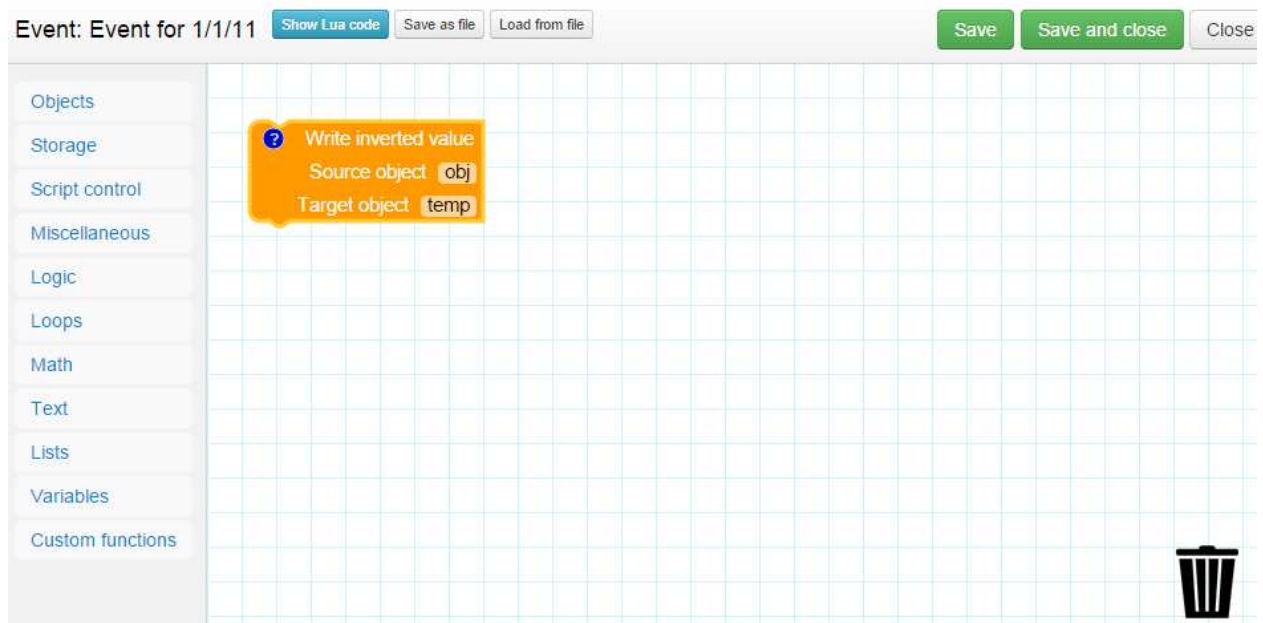 Event: Event for 1/1/11 Show Lua code Save as file Load from file Save Save and close Close
Objects
Storage
Script control
Miscellaneous
Logic
Loops
Math
Text
Lists
Variables
Custom functions
? Write inverted value
Source object obj
Target object temp